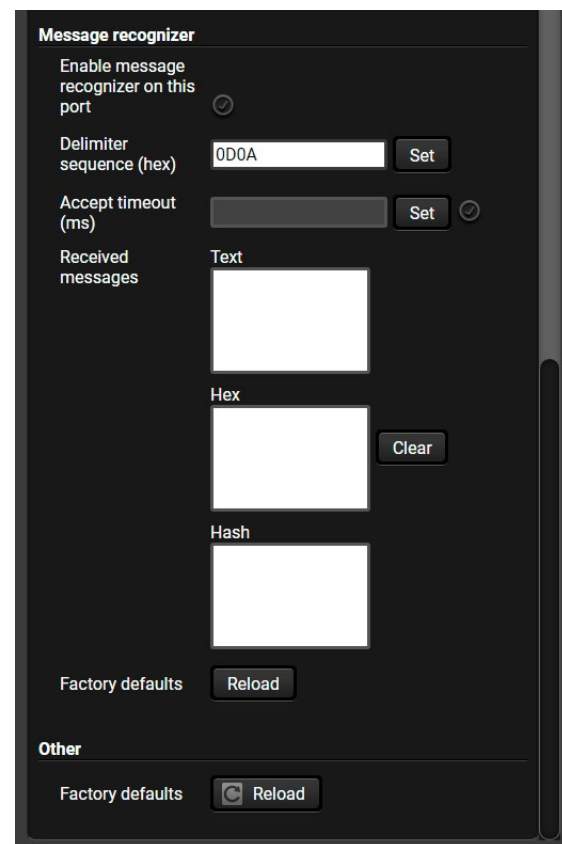 Message recognizer
Enable message
recognizer on this
port
Delimiter
sequence (hex)
0D0A
Set
Accept timeout
(ms)
Set
Received
messages
Text
Hex
Clear
Hash
Factory defaults
Reload
Other
Factory defaults
Reload